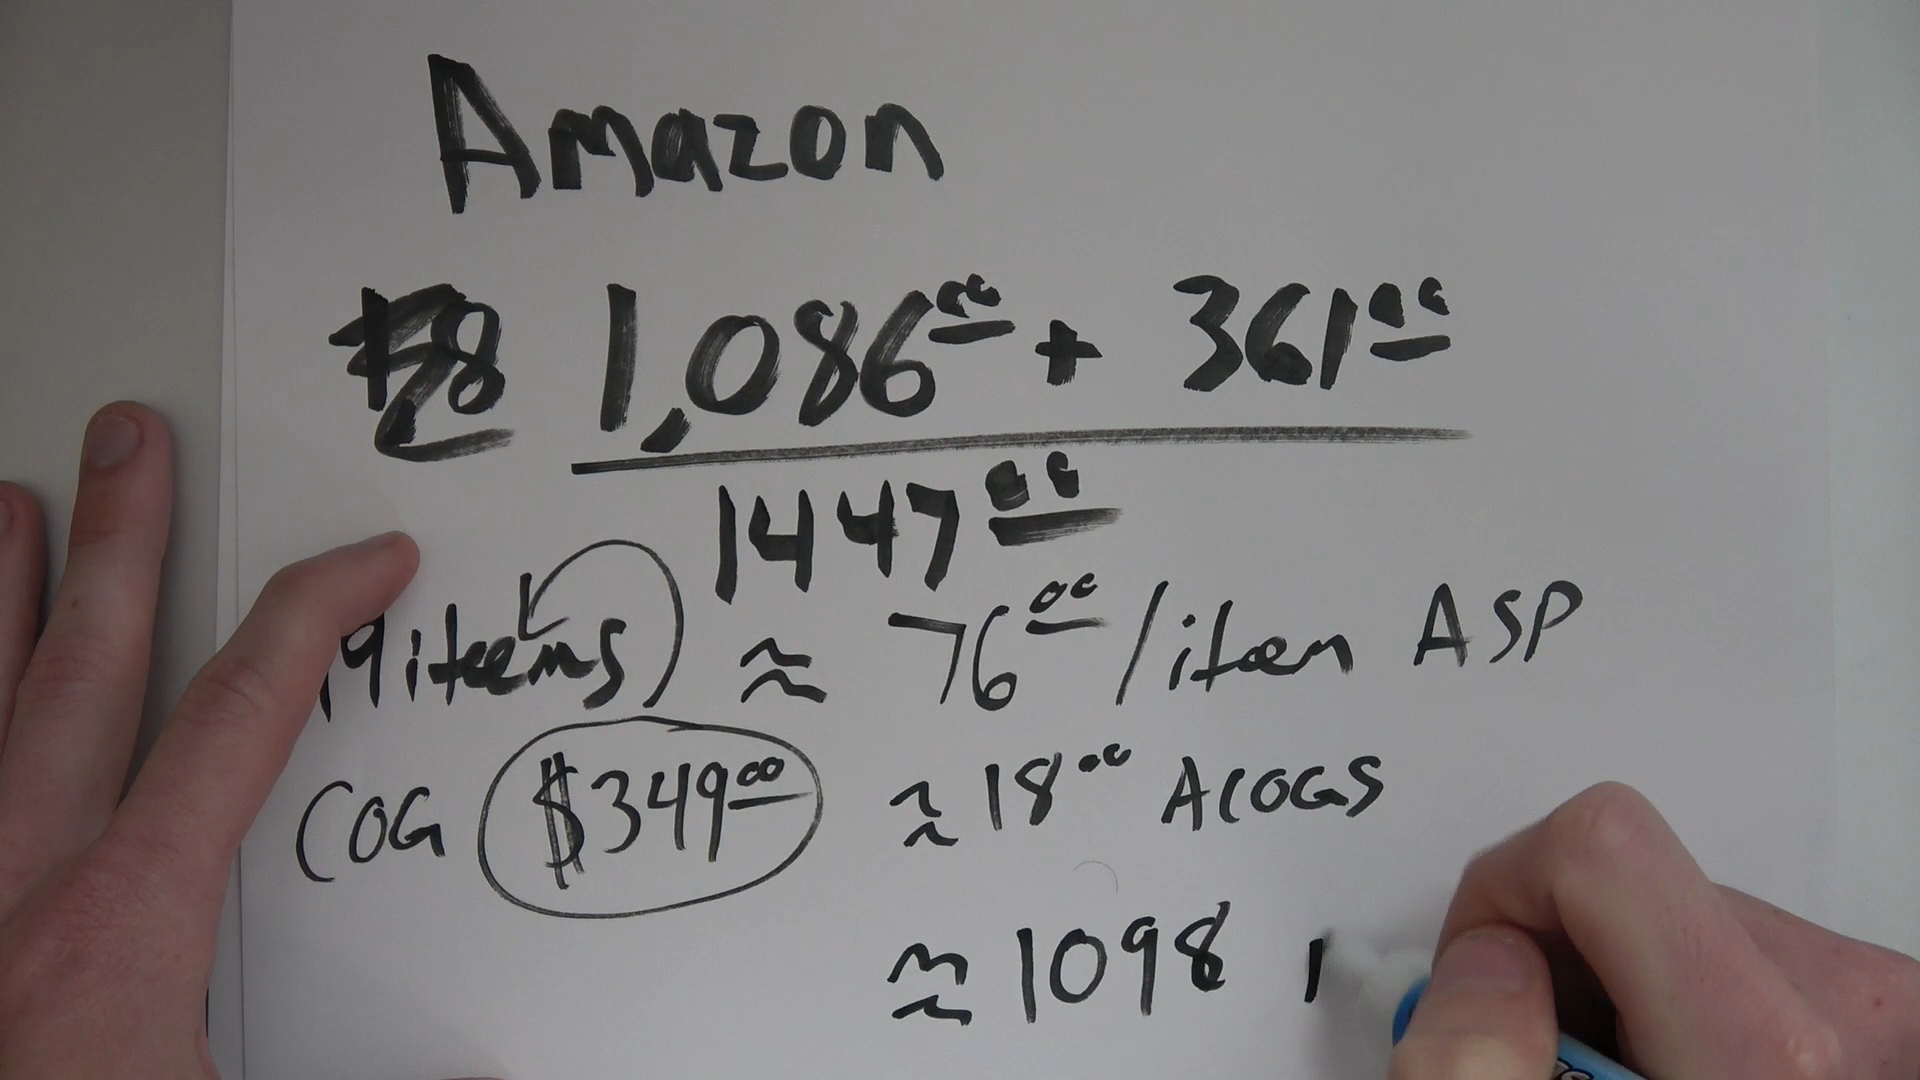 Amazon
1,086.00 + 361.00
1447.00
19 items ≈ 76.00 / item ASP
COG $349.00 ≈ 18.00 ACOGS
≈ 1098